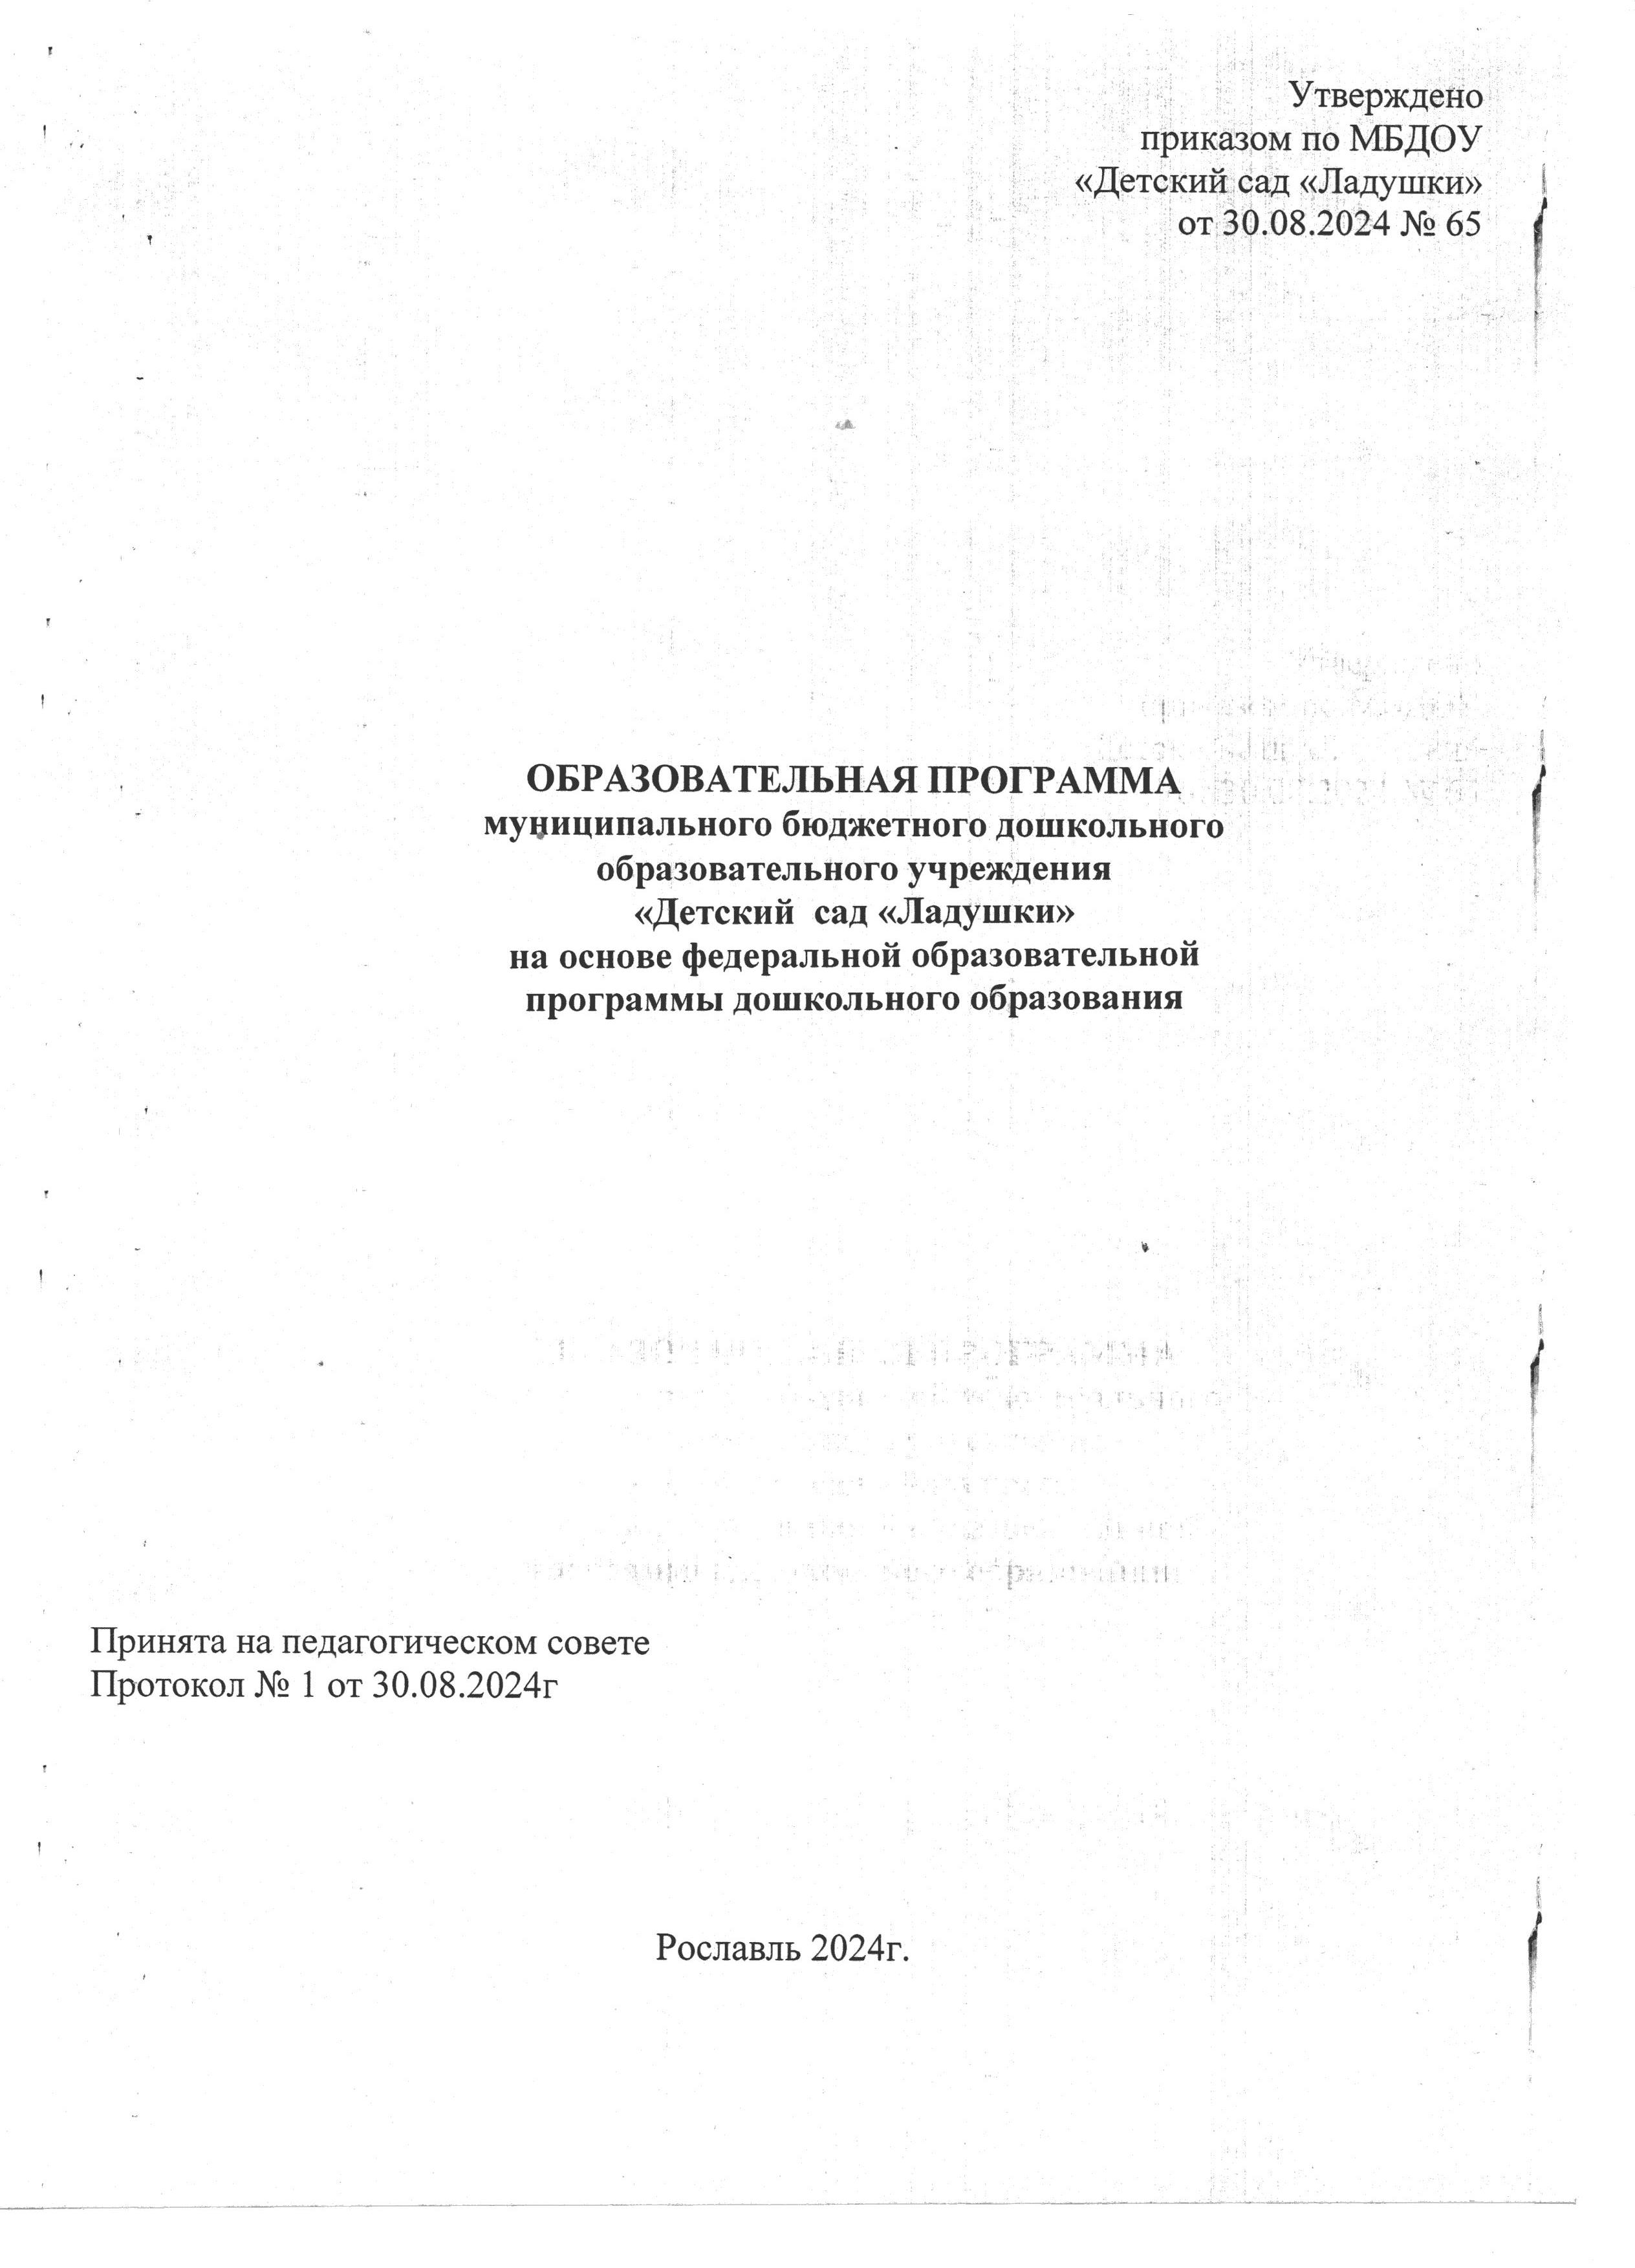 Утверждено
приказом по МБДОУ
«Детский сад «Ладушки»
от 30.08.2024 № 65
ОБРАЗОВАТЕЛЬНАЯ ПРОГРАММА
муниципального бюджетного дошкольного
образовательного учреждения
«Детский  сад «Ладушки»
на основе федеральной образовательной
программы дошкольного образования
Принята на педагогическом совете
Протокол № 1 от 30.08.2024г
Рославль 2024г.